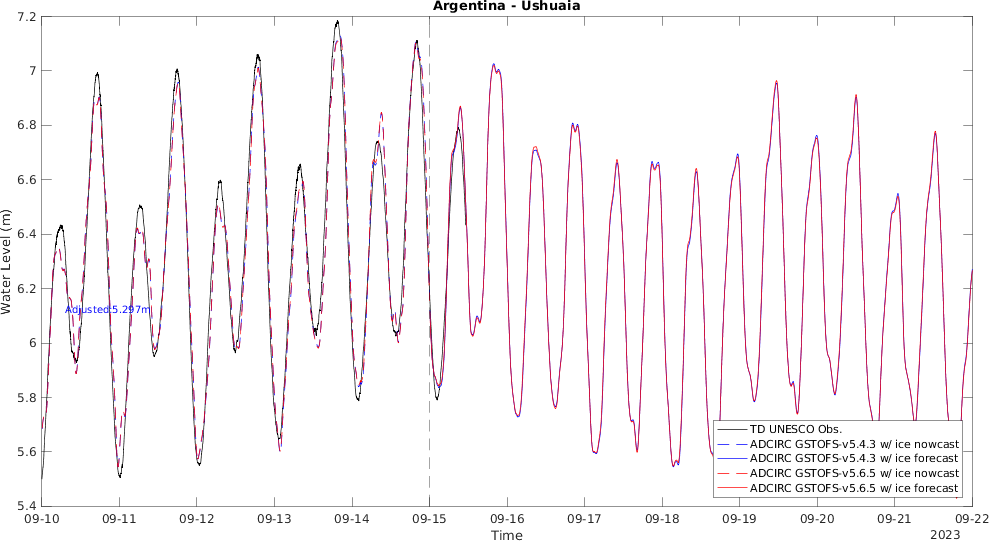 Argentina - Ushuaia
7.2
7
6.8
6.6
6.4
6.2
6
5.8
5.6
5.4
Water Level (m)
Adjusted:5.297m
TD UNESCO Obs.
ADCIRC GSTOFS-v5.4.3 w/ ice nowcast
ADCIRC GSTOFS-v5.4.3 w/ ice forecast
ADCIRC GSTOFS-v5.6.5 w/ ice nowcast
ADCIRC GSTOFS-v5.6.5 w/ ice forecast
09-10 09-11 09-12 09-13 09-14 09-15 09-16 09-17 09-18 09-19 09-20 09-21 09-22
Time
2023